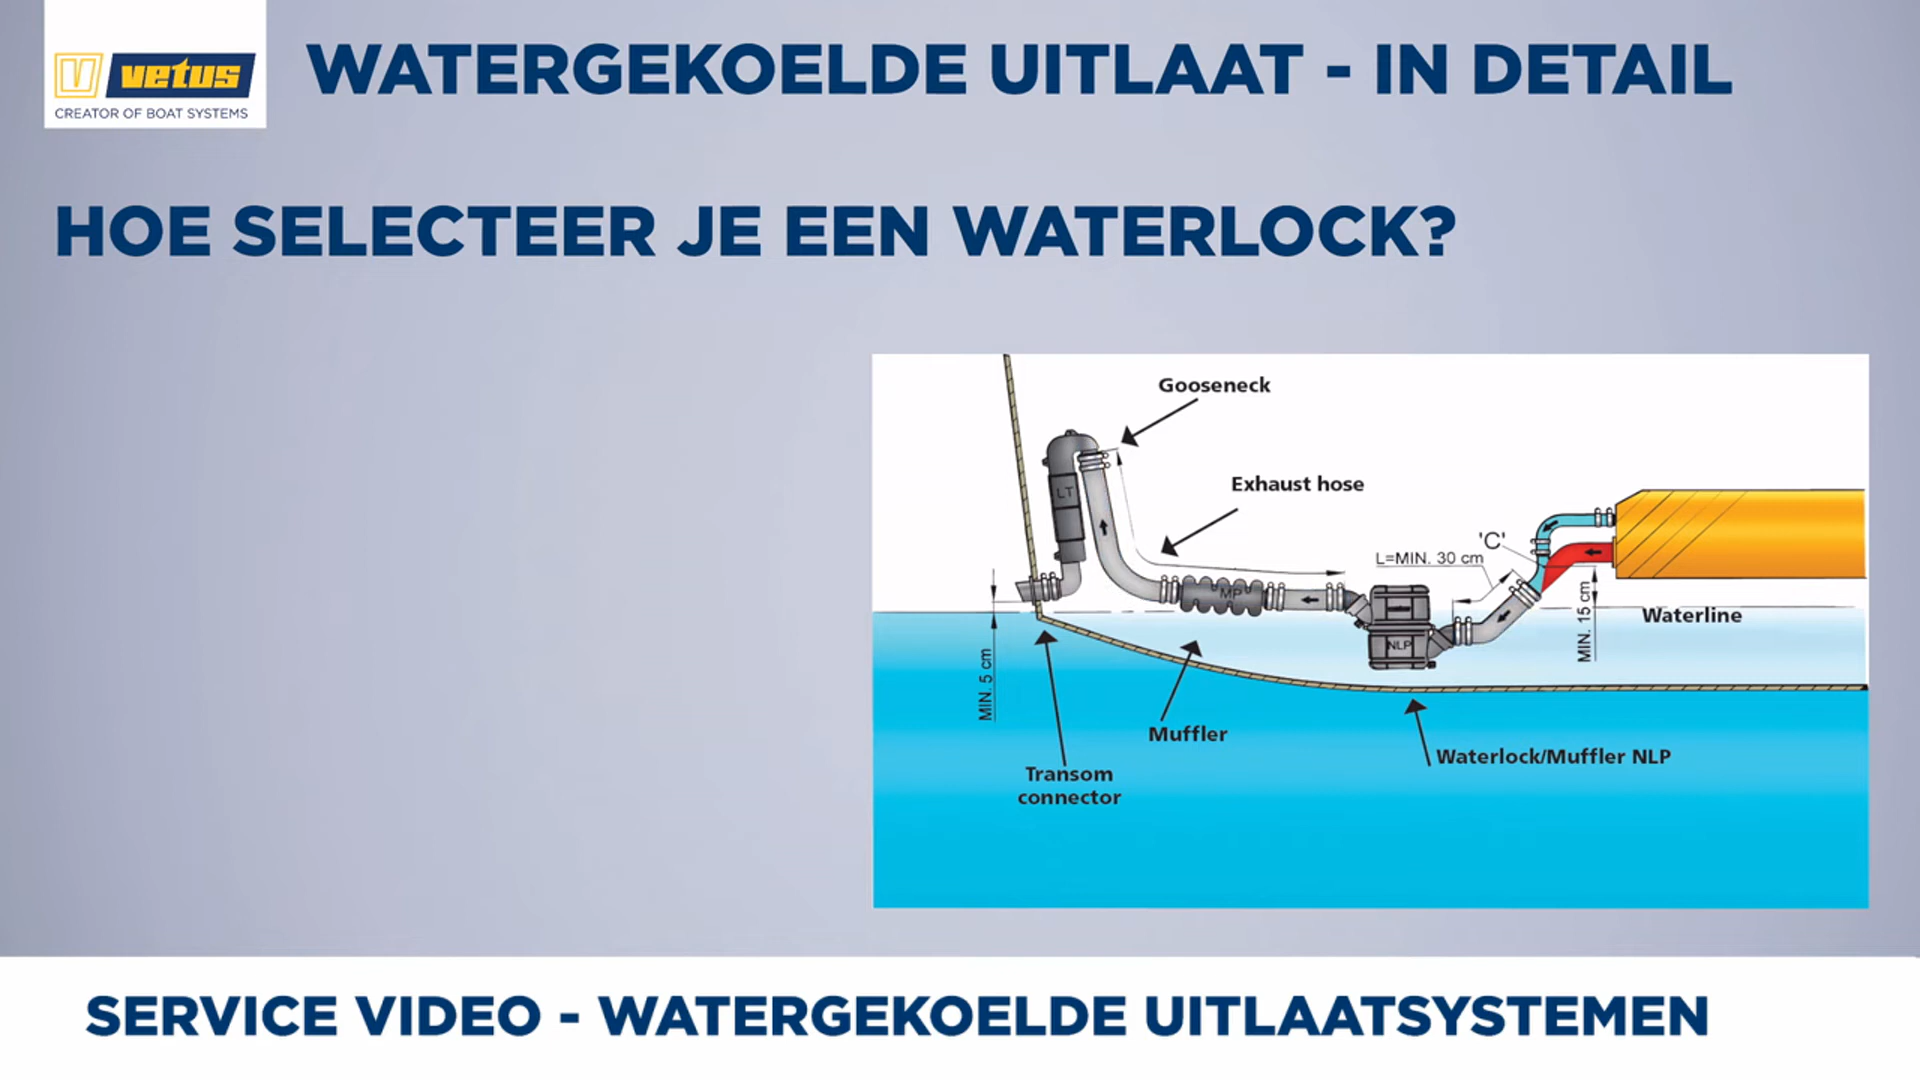 vetus
CREATOR OF BOAT SYSTEMS
WATERGEKOELDE UITLAAT - IN DETAIL
HOE SELECTEER JE EEN WATERLOCK?
Gooseneck
LT
Exhaust hose
'C'
L=MIN. 30 cm
MP
MIN. 15 cm
Waterline
NLP
MIN. 5 cm
Muffler
Waterlock/Muffler NLP
Transom
connector
SERVICE VIDEO - WATERGEKOELDE UITLAATSYSTEMEN